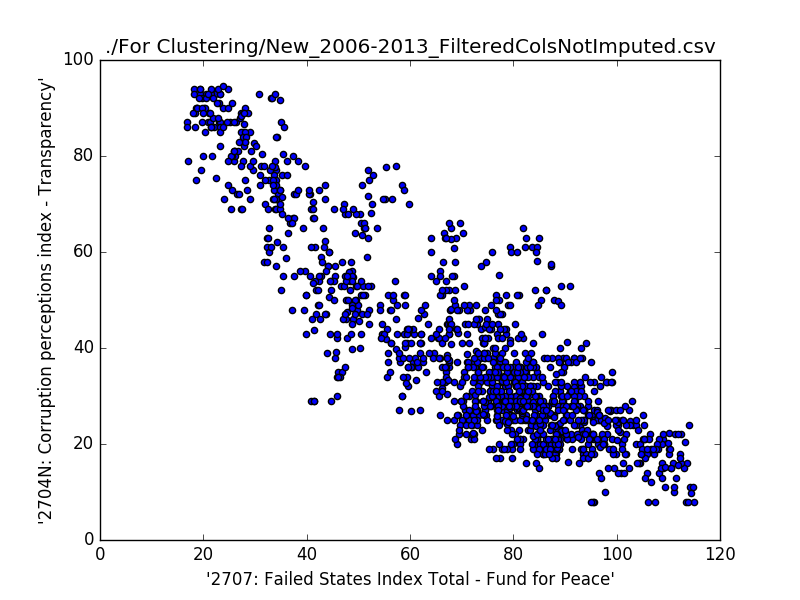 ./For Clustering/New_2006-2013_FilteredColsNotImputed.csv
100
80
60
40
20
0
'2704N: Corruption perceptions index - Transparency'
0 20 40 60 80 100 120
'2707: Failed States Index Total - Fund for Peace'